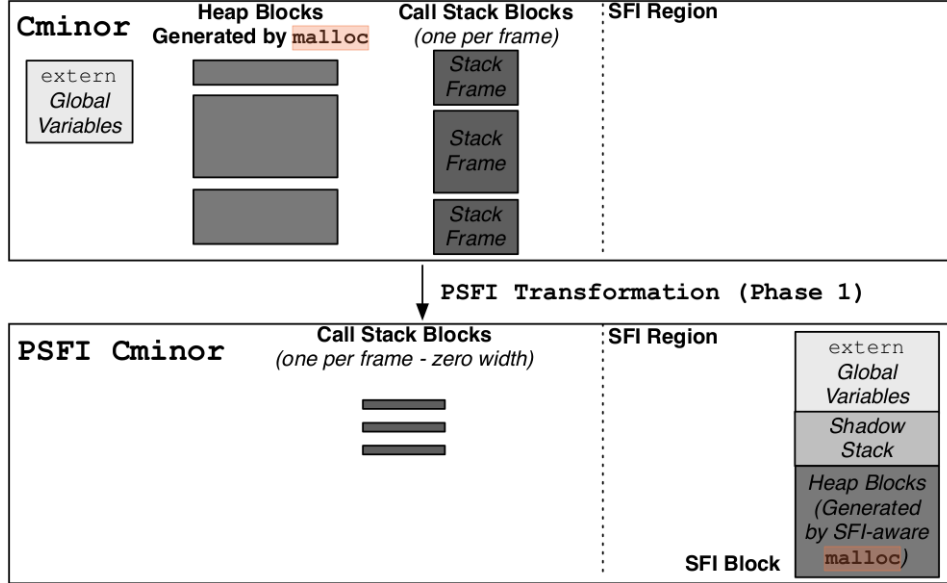 Cminor
Heap Blocks
Generated by malloc
Call Stack Blocks
(one per frame)
SFI Region
extern
Global
Variables
Stack
Frame
Stack
Frame
Stack
Frame
PSFI Transformation (Phase 1)
PSFI Cminor
Call Stack Blocks
(one per frame - zero width)
SFI Region
extern
Global
Variables
Shadow
Stack
Heap Blocks
(Generated
by SFI-aware
malloc)
SFI Block